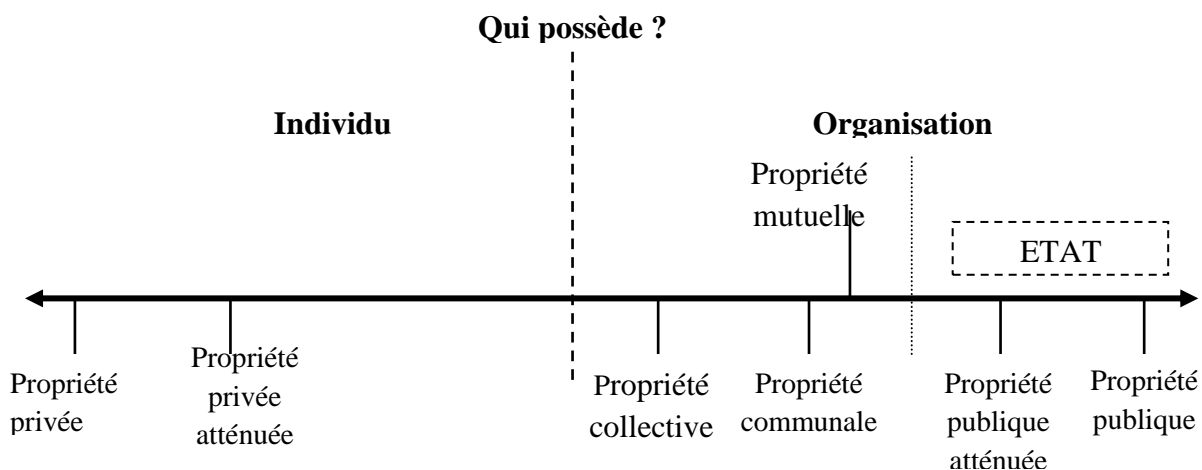 Qui possède ?
Individu
Organisation
Propriété
mutuelle
ETAT
Propriété
privée
Propriété
privée
atténuée
Propriété
collective
Propriété
communale
Propriété
publique
atténuée
Propriété
publique